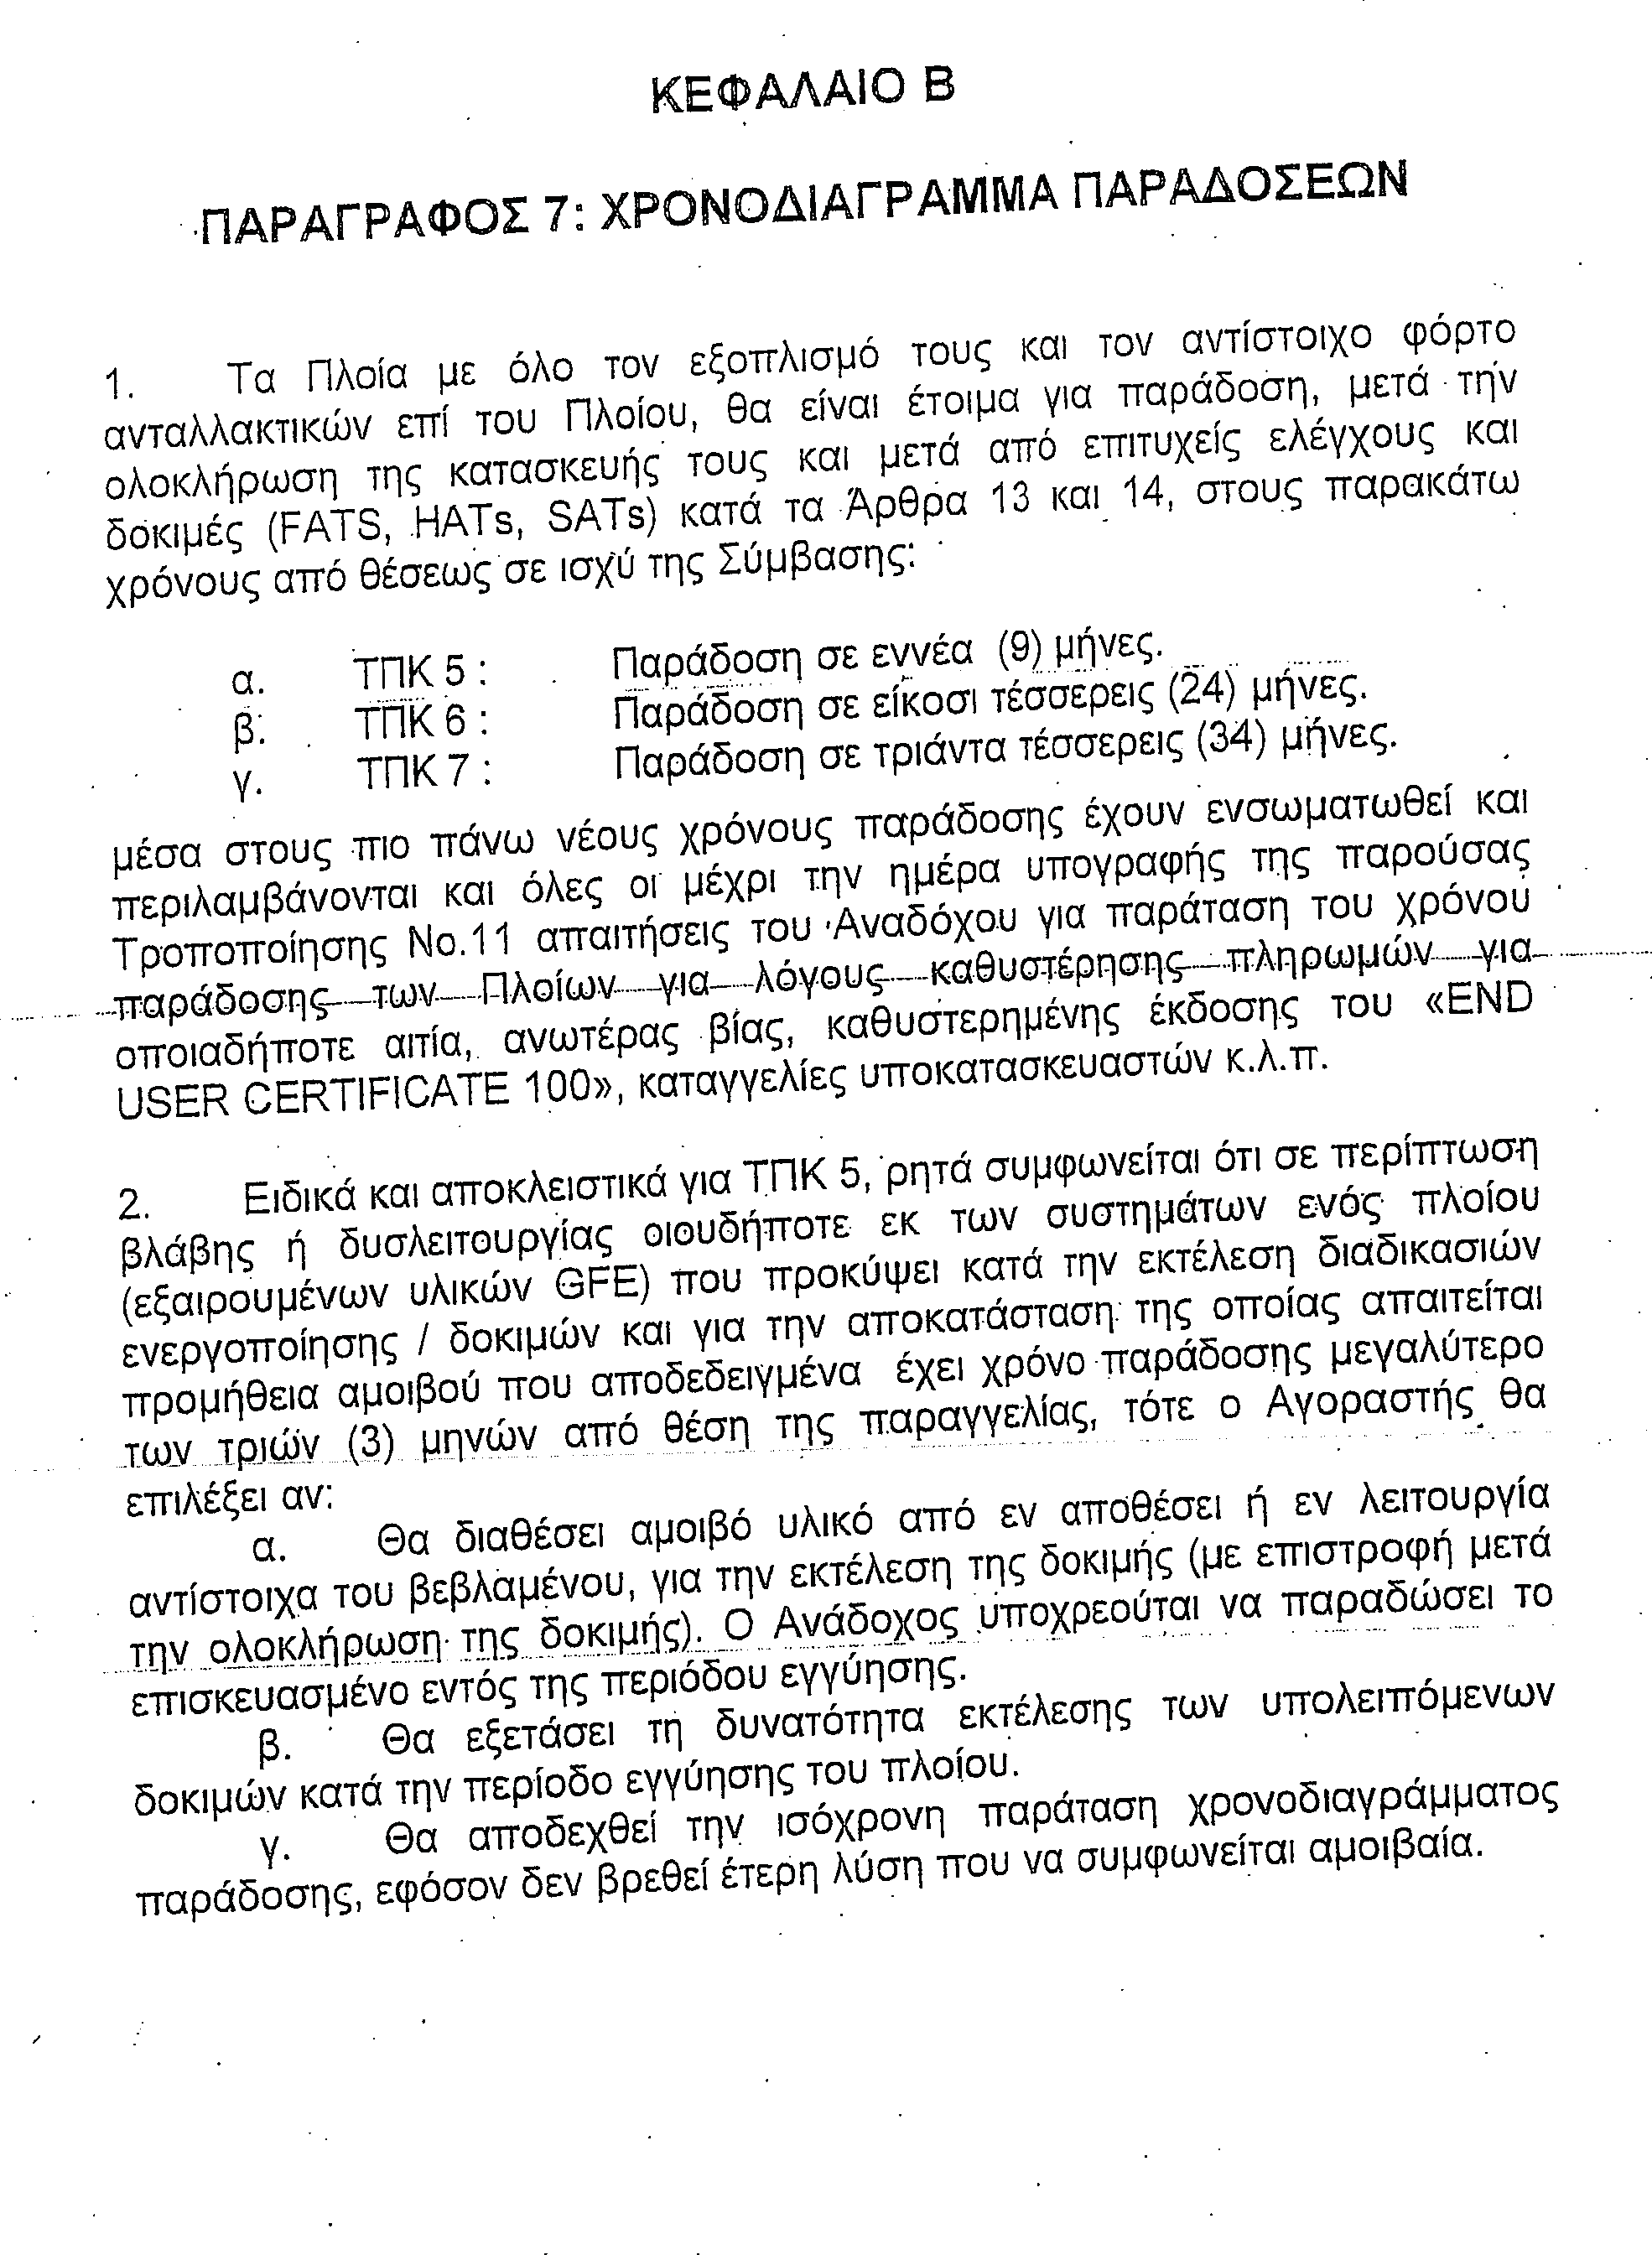 ΚΕΦΑΛΑΙΟ Β
ΠΑΡΑΓΡΑΦΟΣ 7: ΧΡΟΝΟΔΙΑΓΡΑΜΜΑ ΠΑΡΑΔΟΣΕΩΝ
1. Τα Πλοία με όλο τον εξοπλισμό τους και τον αντίστοιχο φόρτο
ανταλλακτικών επί του Πλοίου, θα είναι έτοιμα για παράδοση, μετά την
ολοκλήρωση της κατασκευής τους και μετά από επιτυχείς ελέγχους και
δοκιμές (FATS, HATs, SATs) κατά τα Άρθρα 13 και 14, στους παρακάτω
χρόνους από θέσεως σε ισχύ της Σύμβασης:
α. ΤΠΚ 5 : Παράδοση σε εννέα (9) μήνες.
β. ΤΠΚ 6 : Παράδοση σε είκοσι τέσσερεις (24) μήνες.
γ. ΤΠΚ 7 : Παράδοση σε τριάντα τέσσερεις (34) μήνες.
μέσα στους πιο πάνω νέους χρόνους παράδοσης έχουν ενσωματωθεί και
περιλαμβάνονται και όλες οι μέχρι την ημέρα υπογραφής της παρούσας
Τροποποίησης Νο.11 απαιτήσεις του Αναδόχου για παράταση του χρόνου
παράδοσης των Πλοίων για λόγους καθυστέρησης πληρωμών για
οποιαδήποτε αιτία, ανωτέρας βίας, καθυστερημένης έκδοσης του «END
USER CERTIFICATE 100», καταγγελίες υποκατασκευαστών κ.λ.π.
2. Ειδικά και αποκλειστικά για ΤΠΚ 5, ρητά συμφωνείται ότι σε περίπτωση
βλάβης ή δυσλειτουργίας οιουδήποτε εκ των συστημάτων ενός πλοίου
(εξαιρουμένων υλικών GFE) που προκύψει κατά την εκτέλεση διαδικασιών
ενεργοποίησης / δοκιμών και για την αποκατάσταση της οποίας απαιτείται
προμήθεια αμοιβού που αποδεδειγμένα έχει χρόνο παράδοσης μεγαλύτερο
των τριών (3) μηνών από θέση της παραγγελίας, τότε ο Αγοραστής θα
επιλέξει αν:
α. Θα διαθέσει αμοιβό υλικό από εν αποθέσει ή εν λειτουργία
αντίστοιχα του βεβλαμένου, για την εκτέλεση της δοκιμής (με επιστροφή μετά
την ολοκλήρωση της δοκιμής). Ο Ανάδοχος υποχρεούται να παραδώσει το
επισκευασμένο εντός της περιόδου εγγύησης.
β. Θα εξετάσει τη δυνατότητα εκτέλεσης των υπολειπόμενων
δοκιμών κατά την περίοδο εγγύησης του πλοίου.
γ. Θα αποδεχθεί την ισόχρονη παράταση χρονοδιαγράμματος
παράδοσης, εφόσον δεν βρεθεί έτερη λύση που να συμφωνείται αμοιβαία.